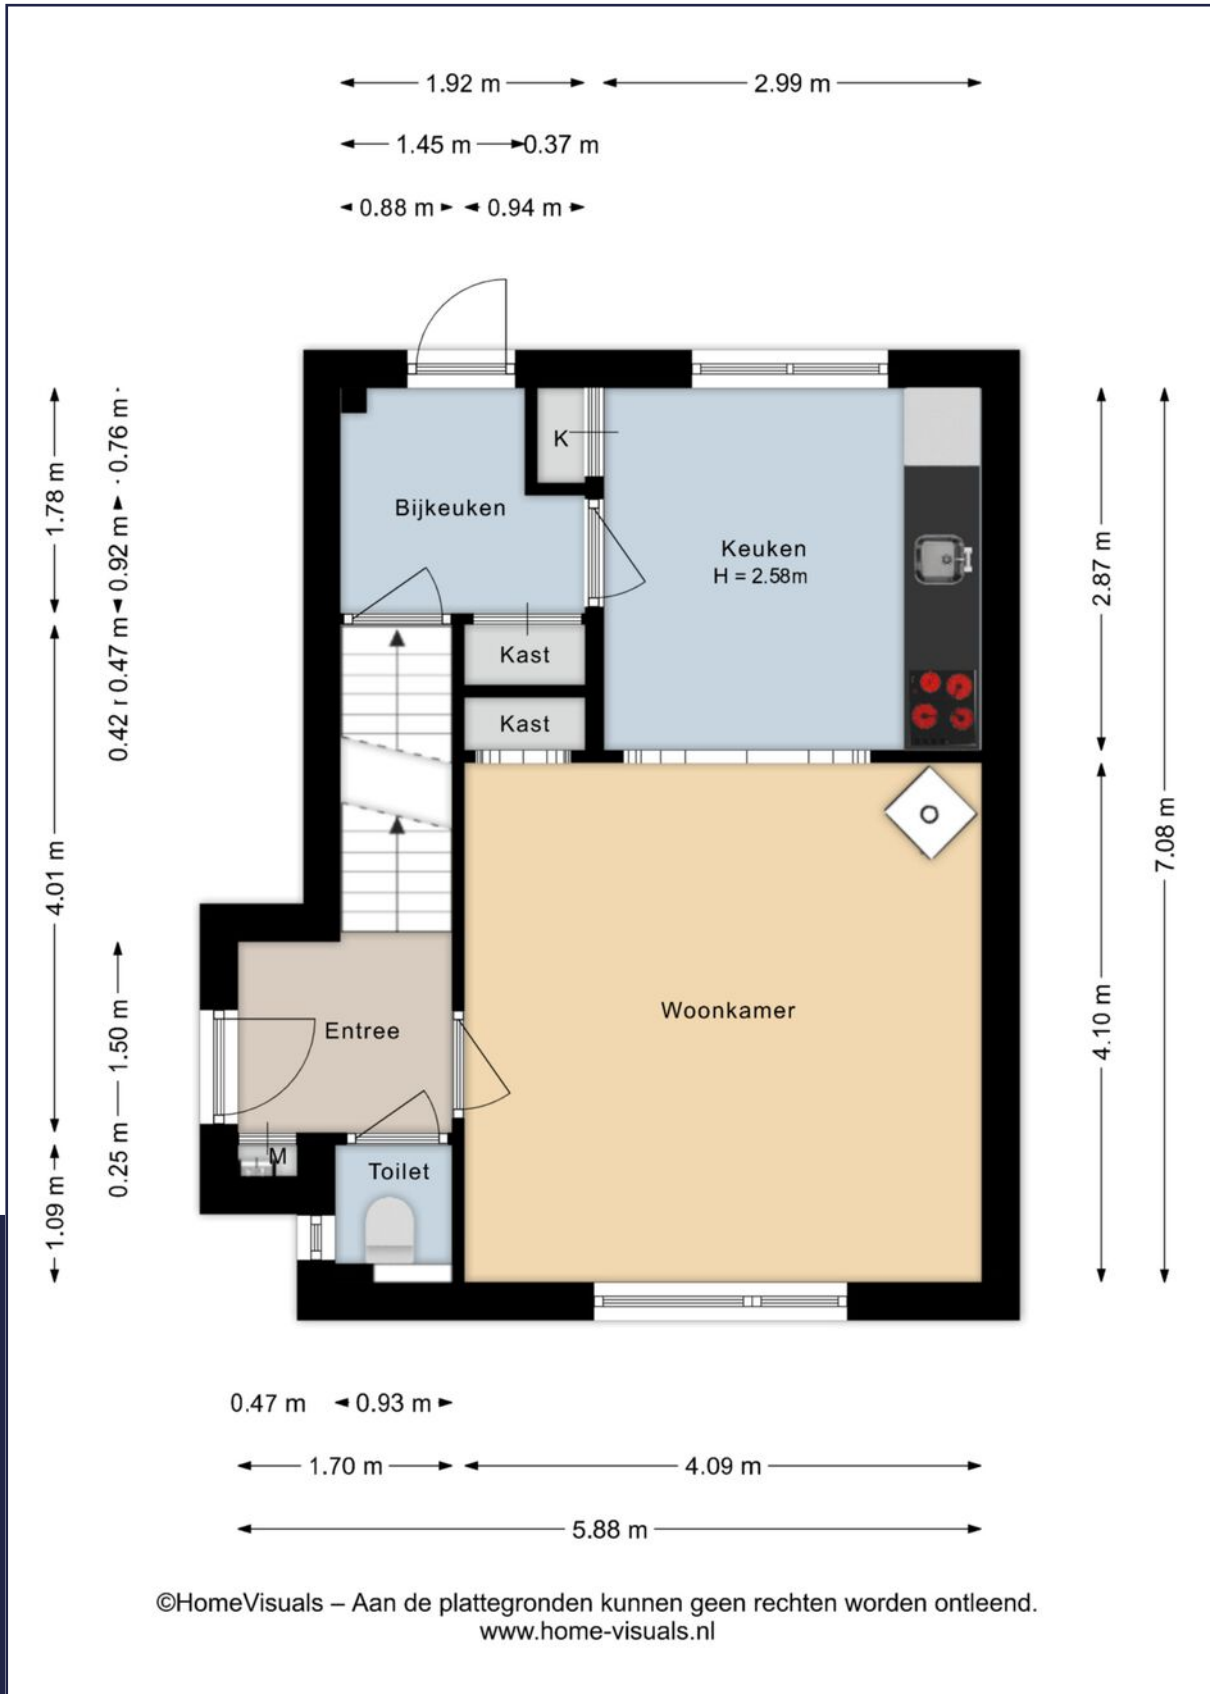 1.92 m 2.99 m
1.45 m 0.37 m
0.88 m 0.94 m
1.78 m
4.01 m
1.09 m
0.76 m
0.92 m
0.47 m
0.42
1.50 m
0.25 m
K
Bijkeuken
Keuken
H = 2.58m
Kast
Kast
Woonkamer
Entree
M
Toilet
2.87 m
4.10 m
7.08 m
0.47 m 0.93 m
1.70 m 4.09 m
5.88 m
©HomeVisuals – Aan de plattegronden kunnen geen rechten worden ontleend.
www.home-visuals.nl